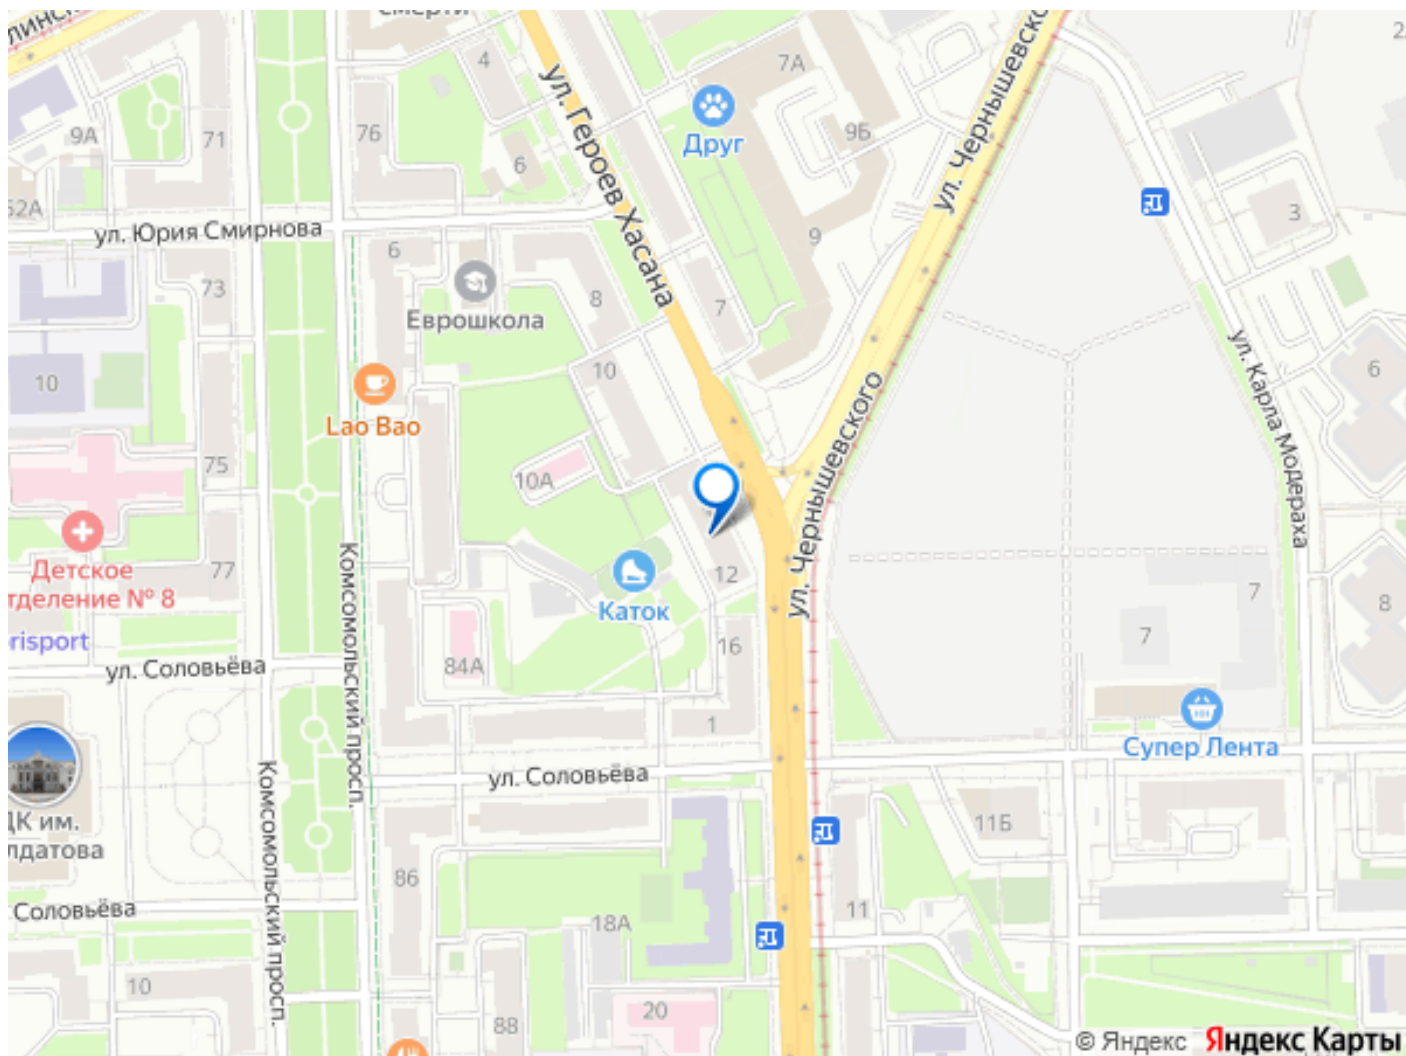 смерти
4
7А
ул. Героев Хасана
ул. Чернышевского
9А
71
76
Друг
9Б
6
52А
ул. Юрия Смирнова
3
6
9
73
8
7
Еврошкола
10
10
ул. Карла Модераха
6
Lao Bao
75
10А
ул. Чернышевского
Комсомольский просп.
77
12
Детское
тделение № 8
Каток
7
7
8
risport
ул. Соловьёва
84А
16
1
Супер Лента
ул. Соловьёва
Комсомольский просп.
ДК им.
лдатова
11Б
86
Соловьёва
18А
11
10
20
88
© Яндекс Яндекс Карты